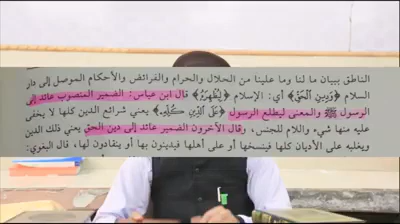 الناطق ببيان ما لنا وما علينا من الحلال والحرام والفرائض والأحكام الموصل إلى دار
السلام ﴿وَدِينِ الْحَقِّ﴾ أي: الإسلام ﴿لِيُظْهِرَهُ﴾ قال ابن عباس: الضمير المنصوب عائد إلى
الرسول ﷺ والمعنى ليطلع الرسول ﴿عَلَى الدِّينِ كُلِّهِ﴾ يعني شرائع الدين كلها لا يخفى
عليه منها شيء واللام للجنس، وقال الآخرون الضمير عائد إلى دين الحق يعني ذلك الدين
ويغلبه على الأديان كلها فينسخها أو على أهلها فيدينون بها أو ينقادون لها، قال البغوي: